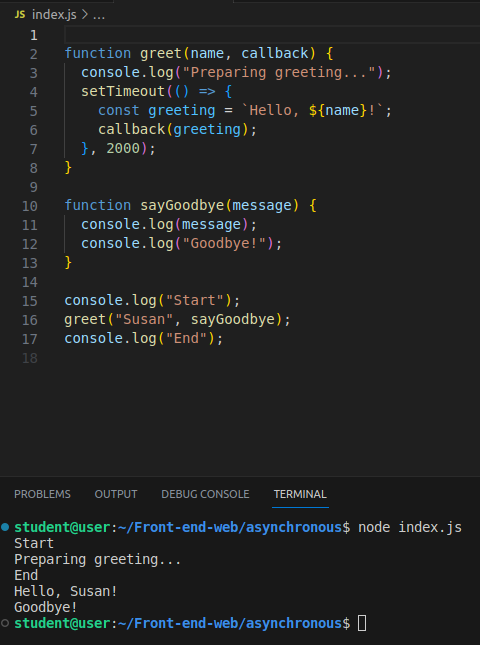 JS index.js > ...
1
2 function greet(name, callback) {
3   console.log("Preparing greeting...");
4   setTimeout(() => {
5     const greeting = `Hello, ${name}!`;
6     callback(greeting);
7   }, 2000);
8 }
9
10 function sayGoodbye(message) {
11   console.log(message);
12   console.log("Goodbye!");
13 }
14
15 console.log("Start");
16 greet("Susan", sayGoodbye);
17 console.log("End");
18
PROBLEMS OUTPUT DEBUG CONSOLE TERMINAL
student@user:~/Front-end-web/asynchronous$ node index.js
Start
Preparing greeting...
End
Hello, Susan!
Goodbye!
student@user:~/Front-end-web/asynchronous$